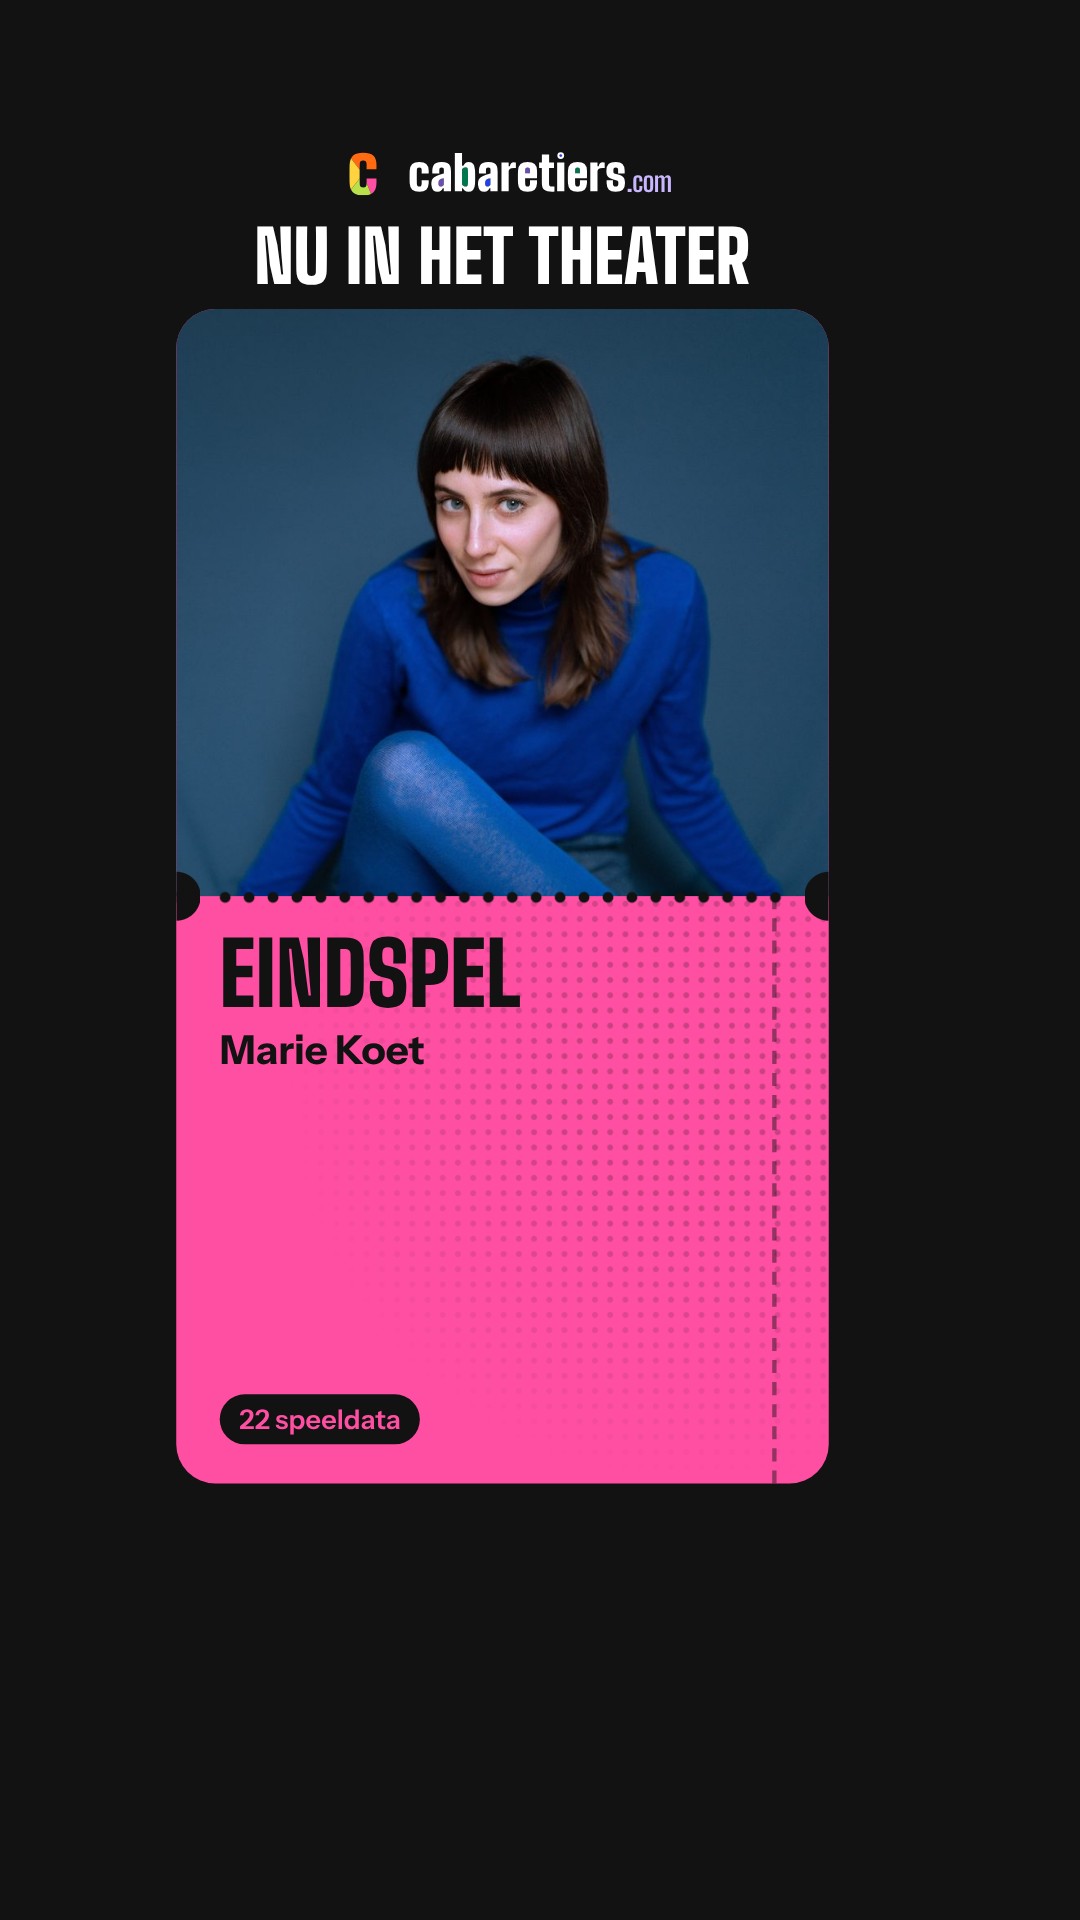 cabaretiers.com
NU IN HET THEATER
EINDSPEL
Marie Koet
22 speeldata